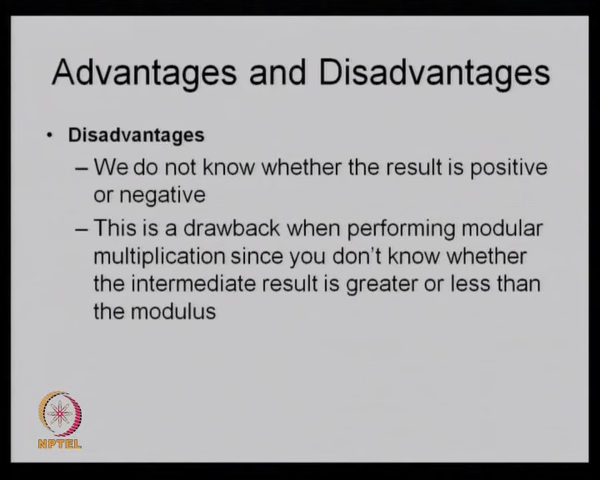 Advantages and Disadvantages
• Disadvantages
– We do not know whether the result is positive
or negative
– This is a drawback when performing modular
multiplication since you don't know whether
the intermediate result is greater or less than
the modulus
NPTEL